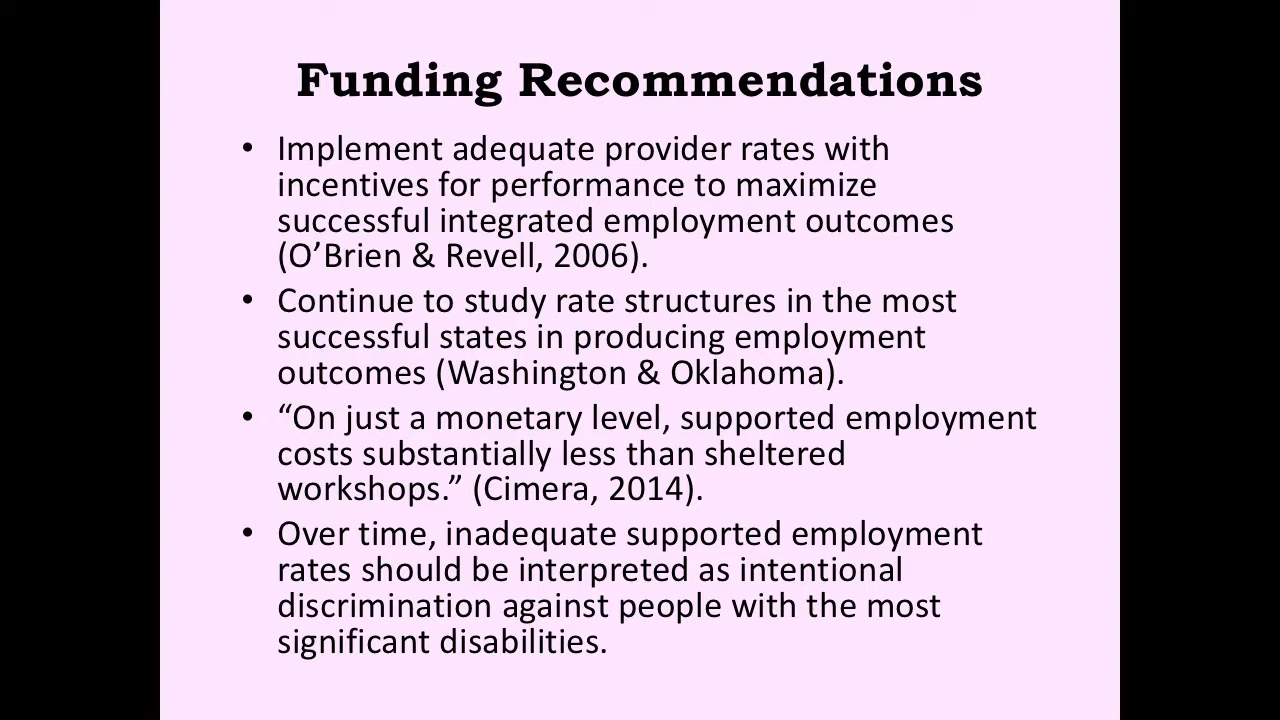 Funding Recommendations
• Implement adequate provider rates with
incentives for performance to maximize
successful integrated employment outcomes
(O’Brien & Revell, 2006).
• Continue to study rate structures in the most
successful states in producing employment
outcomes (Washington & Oklahoma).
• “On just a monetary level, supported employment
costs substantially less than sheltered
workshops.” (Cimera, 2014).
• Over time, inadequate supported employment
rates should be interpreted as intentional
discrimination against people with the most
significant disabilities.